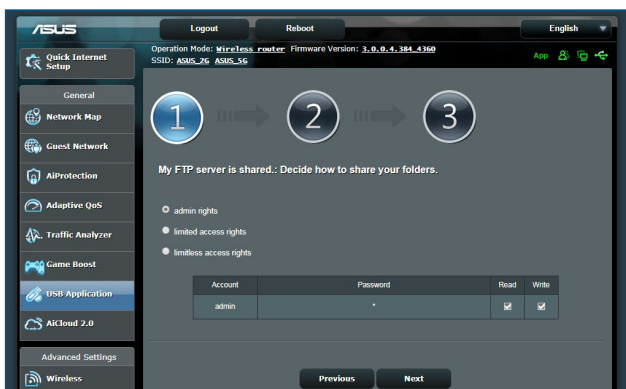 ASUS
Logout
Reboot
English
Operation Mode: Wireless router Firmware Version: 3.0.0.4.384_4360
SSID: ASUS_2G ASUS_5G
App
Quick Internet
Setup
General
Network Map
Guest Network
AiProtection
Adaptive QoS
Traffic Analyzer
Game Boost
USB Application
AiCloud 2.0
Advanced Settings
Wireless
1
2
3
My FTP server is shared.: Decide how to share your folders.
admin rights
limited access rights
limitless access rights
Account Password Read Write
admin *
Previous Next